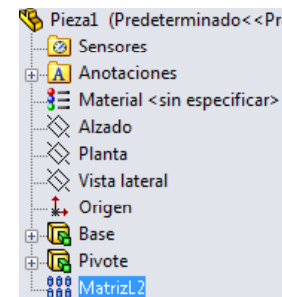 Pieza1 (Predeterminado<<Pr
Sensores
Anotaciones
Material <sin especificar>
Alzado
Planta
Vista lateral
Origen
Base
Pivote
MatrizL2